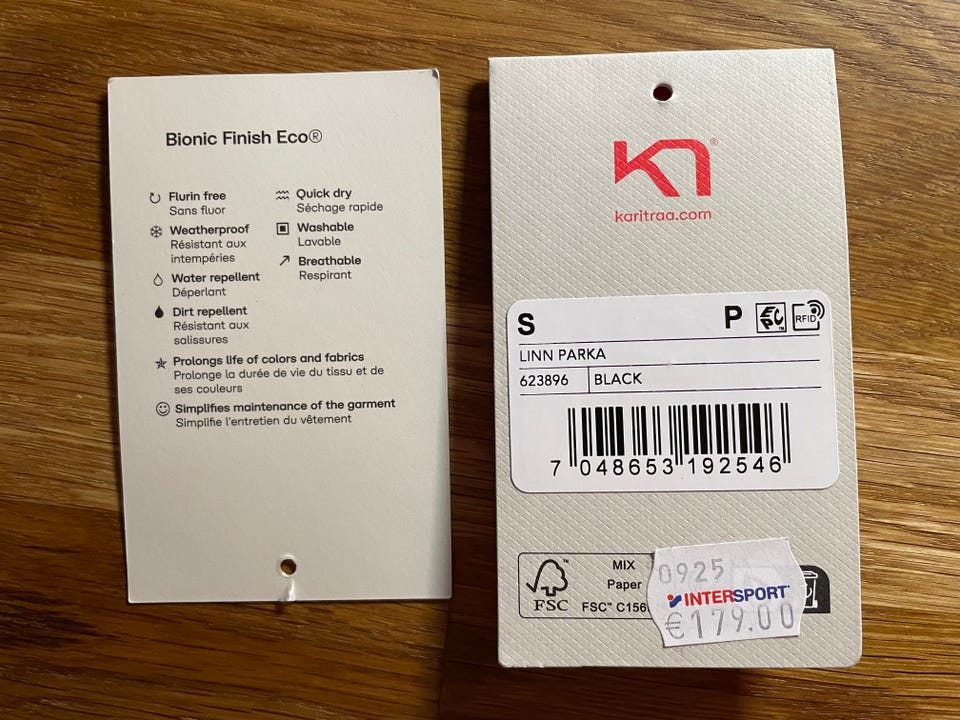 Bionic Finish Eco®
Flurin free
Sans fluor
Weatherproof
Résistant aux
intempéries
Water repellent
Déperlant
Dirt repellent
Résistant aux
salissures
Quick dry
Séchage rapide
Washable
Lavable
Breathable
Respirant
Prolongs life of colors and fabrics
Prolonge la durée de vie du tissu et de
ses couleurs
Simplifies maintenance of the garment
Simplifie l'entretien du vêtement
®
karitraa.com
S P EPC RFID
LINN PARKA
623896 BLACK
7 048653 192546
FSC
MIX
Paper
FSC™ C156
0925
INTERSPORT
€179.00